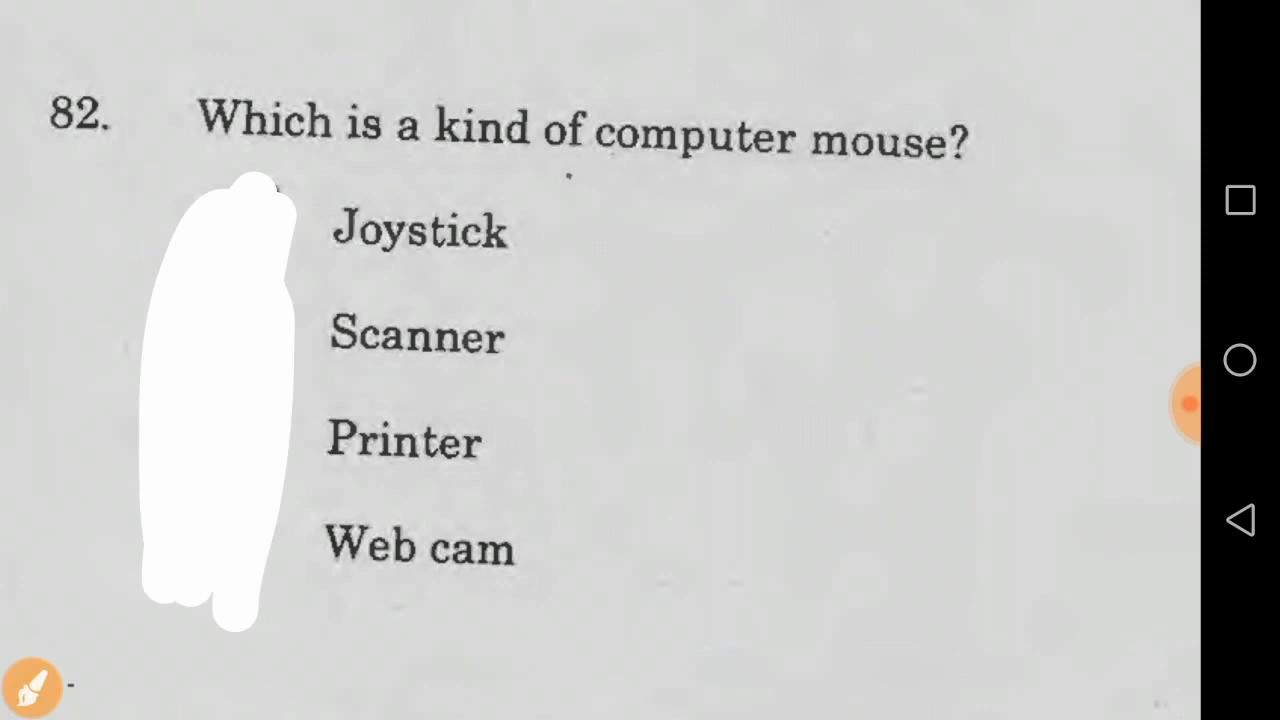 82. Which is a kind of computer mouse?
Joystick
Scanner
Printer
Web cam